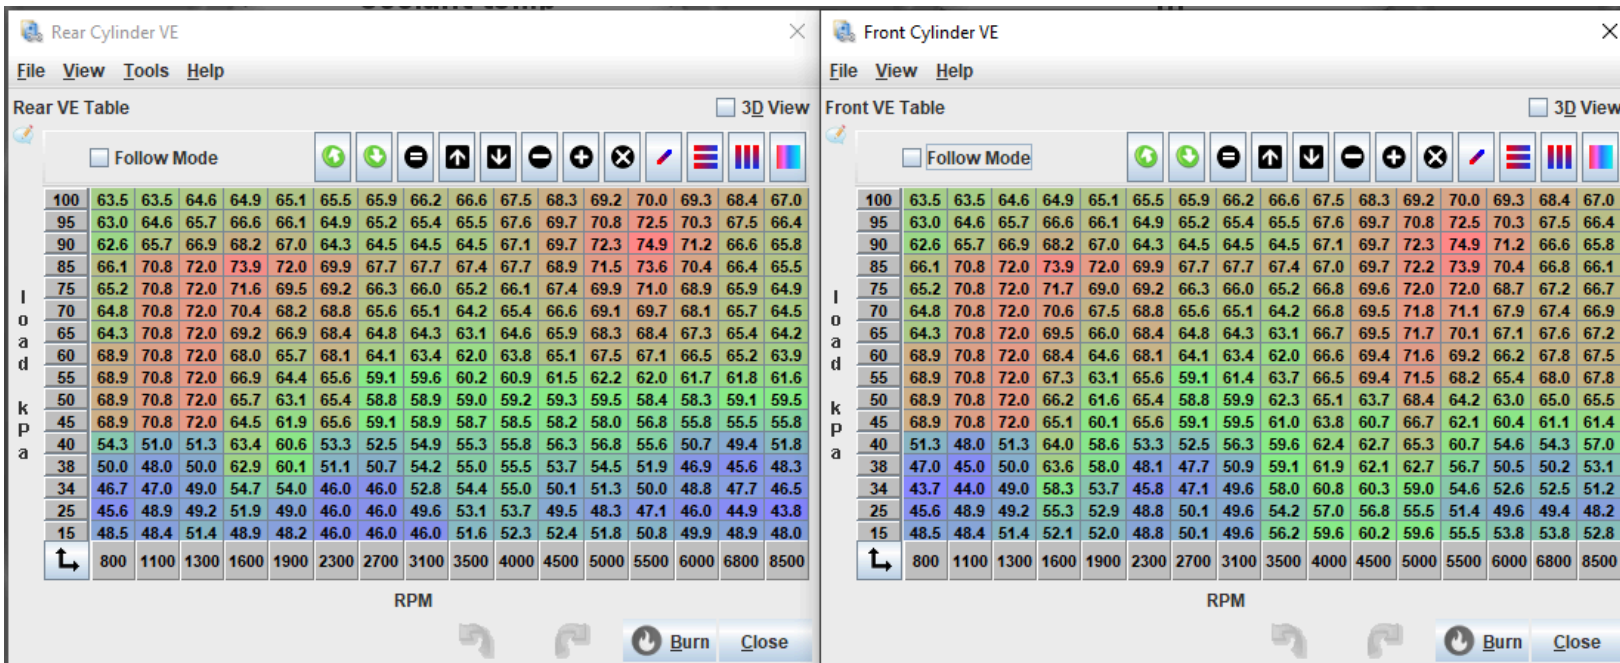 Rear Cylinder VE
File View Tools Help
Rear VE Table
3D View
Follow Mode
100 63.5 63.5 64.6 64.9 65.1 65.5 65.9 66.2 66.6 67.5 68.3 69.2 70.0 69.3 68.4 67.0
95 63.0 64.6 65.7 66.6 66.1 64.9 65.2 65.4 65.5 67.6 69.7 70.8 72.5 70.3 67.5 66.4
90 62.6 65.7 66.9 68.2 67.0 64.3 64.5 64.5 64.5 67.1 69.7 72.3 74.9 71.2 66.6 65.8
85 66.1 70.8 72.0 73.9 72.0 69.9 67.7 67.7 67.4 67.7 68.9 71.5 73.6 70.4 66.4 65.5
75 65.2 70.8 72.0 71.6 69.5 69.2 66.3 66.0 65.2 66.1 67.4 69.9 71.0 68.9 65.9 64.9
70 64.8 70.8 72.0 70.4 68.2 68.8 65.6 65.1 64.2 65.4 66.6 69.1 69.7 68.1 65.7 64.5
65 64.3 70.8 72.0 69.2 66.9 68.4 64.8 64.3 63.1 64.6 65.9 68.3 68.4 67.3 65.4 64.2
60 68.9 70.8 72.0 68.0 65.7 68.1 64.1 63.4 62.0 63.8 65.1 67.5 67.1 66.5 65.2 63.9
55 68.9 70.8 72.0 66.9 64.4 65.6 59.1 59.6 60.2 60.9 61.5 62.2 62.0 61.7 61.8 61.6
50 68.9 70.8 72.0 65.7 63.1 65.4 58.8 58.9 59.0 59.2 59.3 59.5 58.4 58.3 59.1 59.5
45 68.9 70.8 72.0 64.5 61.9 65.6 59.1 58.9 58.7 58.5 58.2 58.0 56.8 55.8 55.5 55.8
40 54.3 51.0 51.3 63.4 60.6 53.3 52.5 54.9 55.3 55.8 56.3 56.8 55.6 50.7 49.4 51.8
38 50.0 48.0 50.0 62.9 60.1 51.1 50.7 54.2 55.0 55.5 53.7 54.5 51.9 46.9 45.6 48.3
34 46.7 47.0 49.0 54.7 54.0 46.0 46.0 52.8 54.4 55.0 50.1 51.3 50.0 48.8 47.7 46.5
25 45.6 48.9 49.2 51.9 49.0 46.0 46.0 49.6 53.1 53.7 49.5 48.3 47.1 46.0 44.9 43.8
15 48.5 48.4 51.4 48.9 48.2 46.0 46.0 46.0 51.6 52.3 52.4 51.8 50.8 49.9 48.9 48.0
800 1100 1300 1600 1900 2300 2700 3100 3500 4000 4500 5000 5500 6000 6800 8500
load kPa
RPM
Burn Close
Front Cylinder VE
File View Help
Front VE Table
3D View
Follow Mode
100 63.5 63.5 64.6 64.9 65.1 65.5 65.9 66.2 66.6 67.5 68.3 69.2 70.0 69.3 68.4 67.0
95 63.0 64.6 65.7 66.6 66.1 64.9 65.2 65.4 65.5 67.6 69.7 70.8 72.5 70.3 67.5 66.4
90 62.6 65.7 66.9 68.2 67.0 64.3 64.5 64.5 64.5 67.1 69.7 72.3 74.9 71.2 66.6 65.8
85 66.1 70.8 72.0 73.9 72.0 69.9 67.7 67.7 67.4 67.0 69.7 72.2 73.9 70.4 66.8 66.1
75 65.2 70.8 72.0 71.7 69.0 69.2 66.3 66.0 65.2 66.8 69.6 72.0 72.0 68.7 67.2 66.7
70 64.8 70.8 72.0 70.6 67.5 68.8 65.6 65.1 64.2 66.8 69.5 71.8 71.1 67.9 67.4 66.9
65 64.3 70.8 72.0 69.5 66.0 68.4 64.8 64.3 63.1 66.7 69.5 71.7 70.1 67.1 67.6 67.2
60 68.9 70.8 72.0 68.4 64.6 68.1 64.1 63.4 62.0 66.6 69.4 71.6 69.2 66.2 67.8 67.5
55 68.9 70.8 72.0 67.3 63.1 65.6 59.1 61.4 63.7 66.5 69.4 71.5 68.2 65.4 68.0 67.8
50 68.9 70.8 72.0 66.2 61.6 65.4 58.8 59.9 62.3 65.1 63.7 68.4 64.2 63.0 65.0 65.5
45 68.9 70.8 72.0 65.1 60.1 65.6 59.1 59.5 61.0 63.8 60.7 66.7 62.1 60.4 61.1 61.4
40 51.3 48.0 51.3 64.0 58.6 53.3 52.5 56.3 59.6 62.4 62.7 65.3 60.7 54.6 54.3 57.0
38 47.0 45.0 50.0 63.6 58.0 48.1 47.7 50.9 59.1 61.9 62.1 62.7 56.7 50.5 50.2 53.1
34 43.7 44.0 49.0 58.3 53.7 45.8 47.1 49.6 58.0 60.8 60.3 59.0 54.6 52.6 52.5 51.2
25 45.6 48.9 49.2 55.3 52.9 48.8 50.1 49.6 54.2 57.0 56.8 55.5 51.4 49.6 49.4 48.2
15 48.5 48.4 51.4 52.1 52.0 48.8 50.1 49.6 56.2 59.6 60.2 59.6 55.5 53.8 53.8 52.8
800 1100 1300 1600 1900 2300 2700 3100 3500 4000 4500 5000 5500 6000 6800 8500
load kPa
RPM
Burn Close